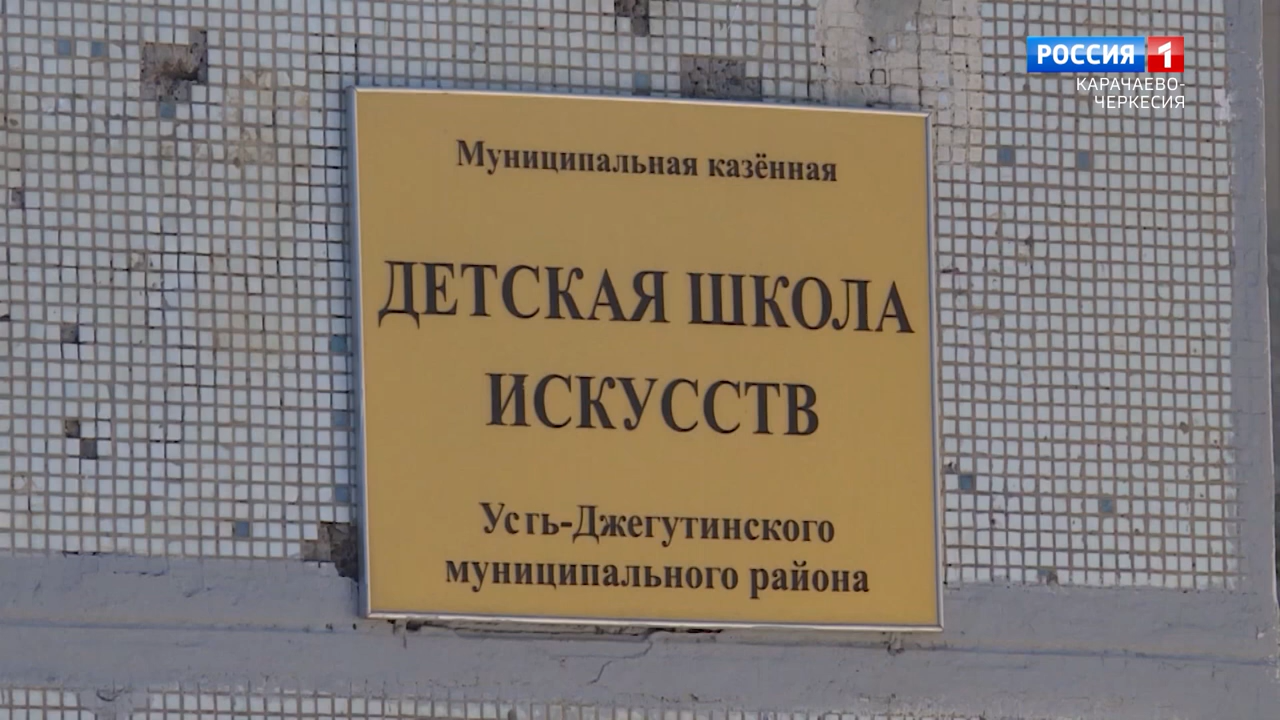 РОССИЯ 1
КАРАЧАЕВО-
ЧЕРКЕСИЯ
Муниципальная казённая
ДЕТСКАЯ ШКОЛА
ИСКУССТВ
Усть-Джегутинского
муниципального района